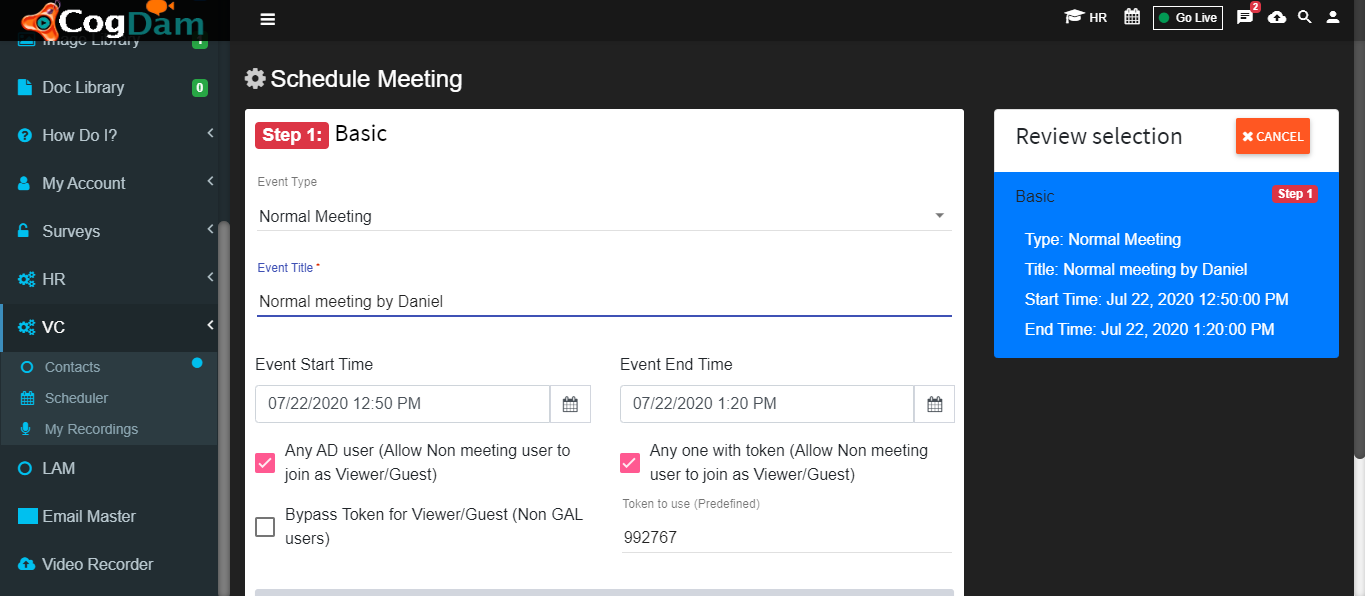 CogDam
HR
Go Live
2
Image Library
Doc Library
0
How Do I?
My Account
Surveys
HR
VC
Contacts
Scheduler
My Recordings
LAM
Email Master
Video Recorder
Schedule Meeting
Step 1: Basic
Event Type
Normal Meeting
Event Title *
Normal meeting by Daniel
Event Start Time
07/22/2020 12:50 PM
Event End Time
07/22/2020 1:20 PM
Any AD user (Allow Non meeting user to
join as Viewer/Guest)
Any one with token (Allow Non meeting
user to join as Viewer/Guest)
Bypass Token for Viewer/Guest (Non GAL
users)
Token to use (Predefined)
992767
Review selection
CANCEL
Basic
Step 1
Type: Normal Meeting
Title: Normal meeting by Daniel
Start Time: Jul 22, 2020 12:50:00 PM
End Time: Jul 22, 2020 1:20:00 PM